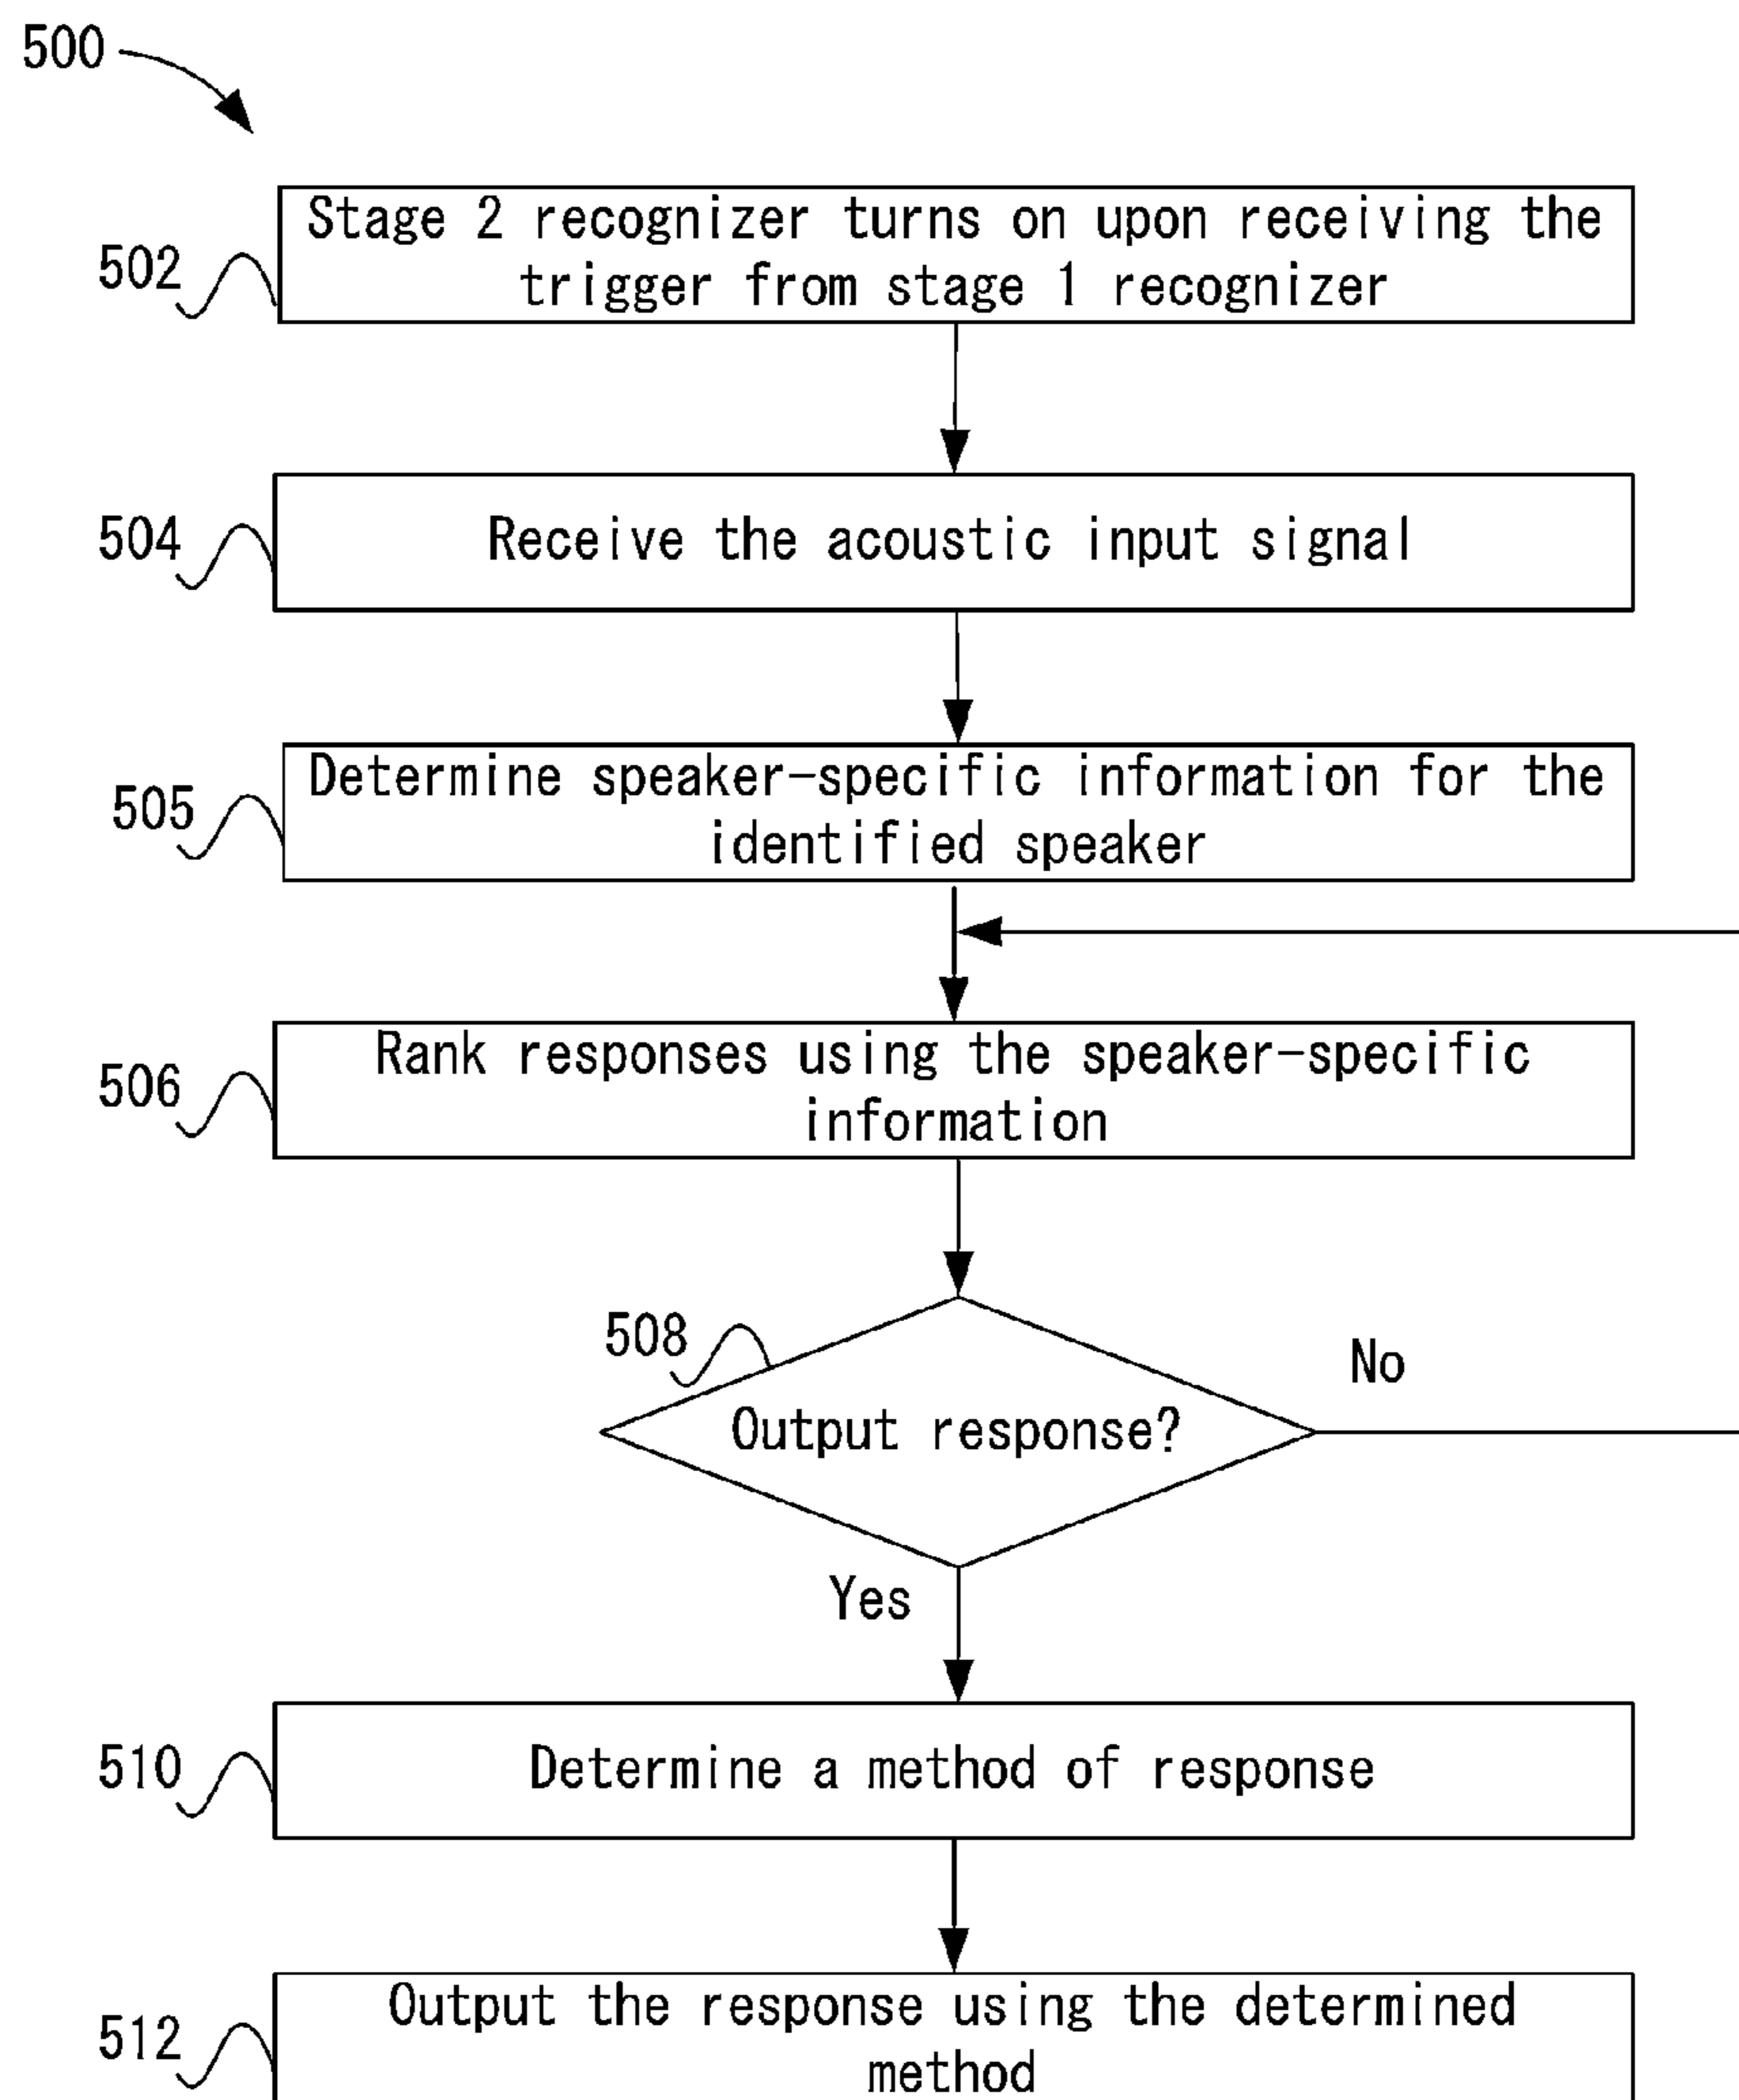 500
502
Stage 2 recognizer turns on upon receiving the
trigger from stage 1 recognizer
504
Receive the acoustic input signal
505
Determine speaker-specific information for the
identified speaker
506
Rank responses using the speaker-specific
information
508
Output response?
No
Yes
510
Determine a method of response
512
Output the response using the determined
method